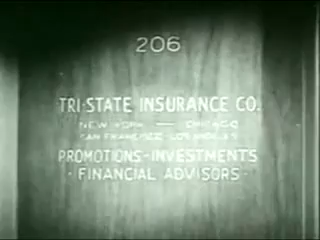 206
TRI-STATE INSURANCE CO.
NEW YORK — CHICAGO
SAN FRANCISCO - LOS ANGELES
PROMOTIONS-INVESTMENTS
· FINANCIAL ADVISORS ·